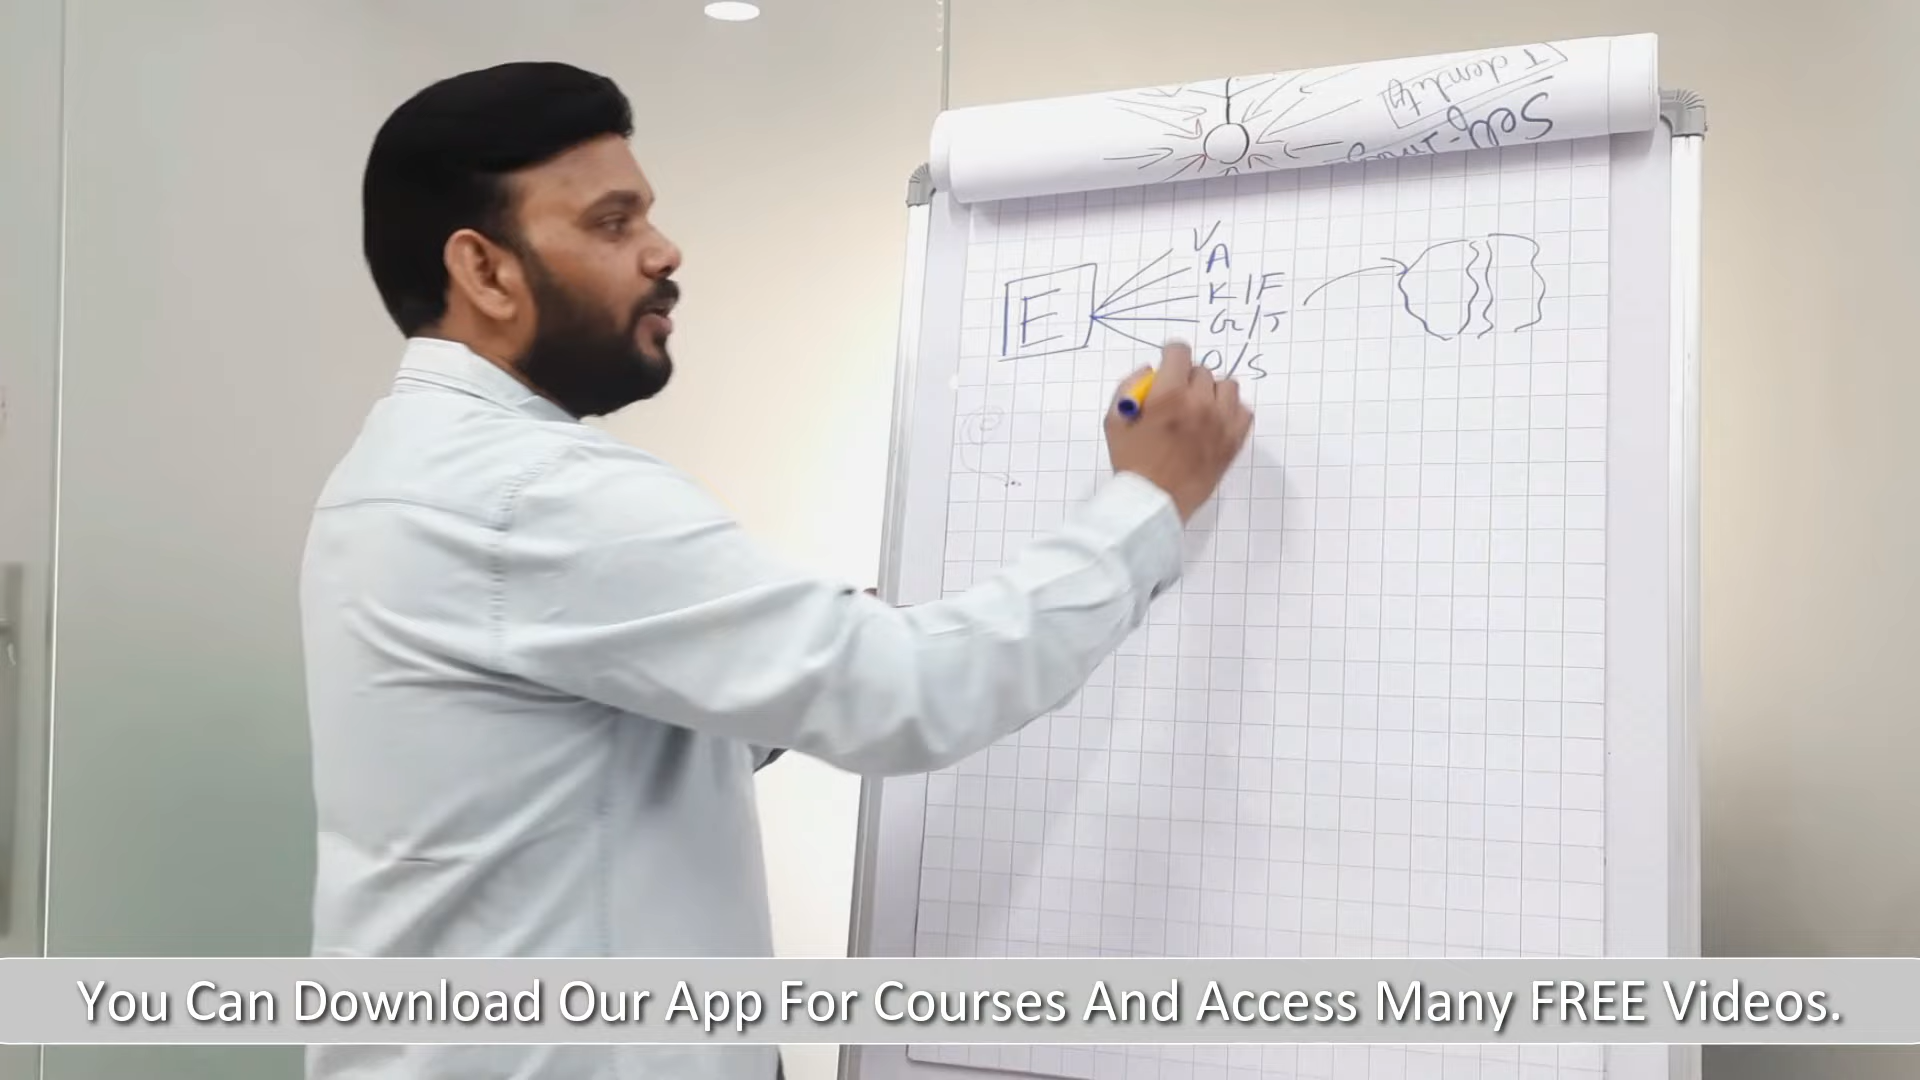 Identity
Self-Image
E
V
A
K/F
G/T
O/S
You Can Download Our App For Courses And Access Many FREE Videos.